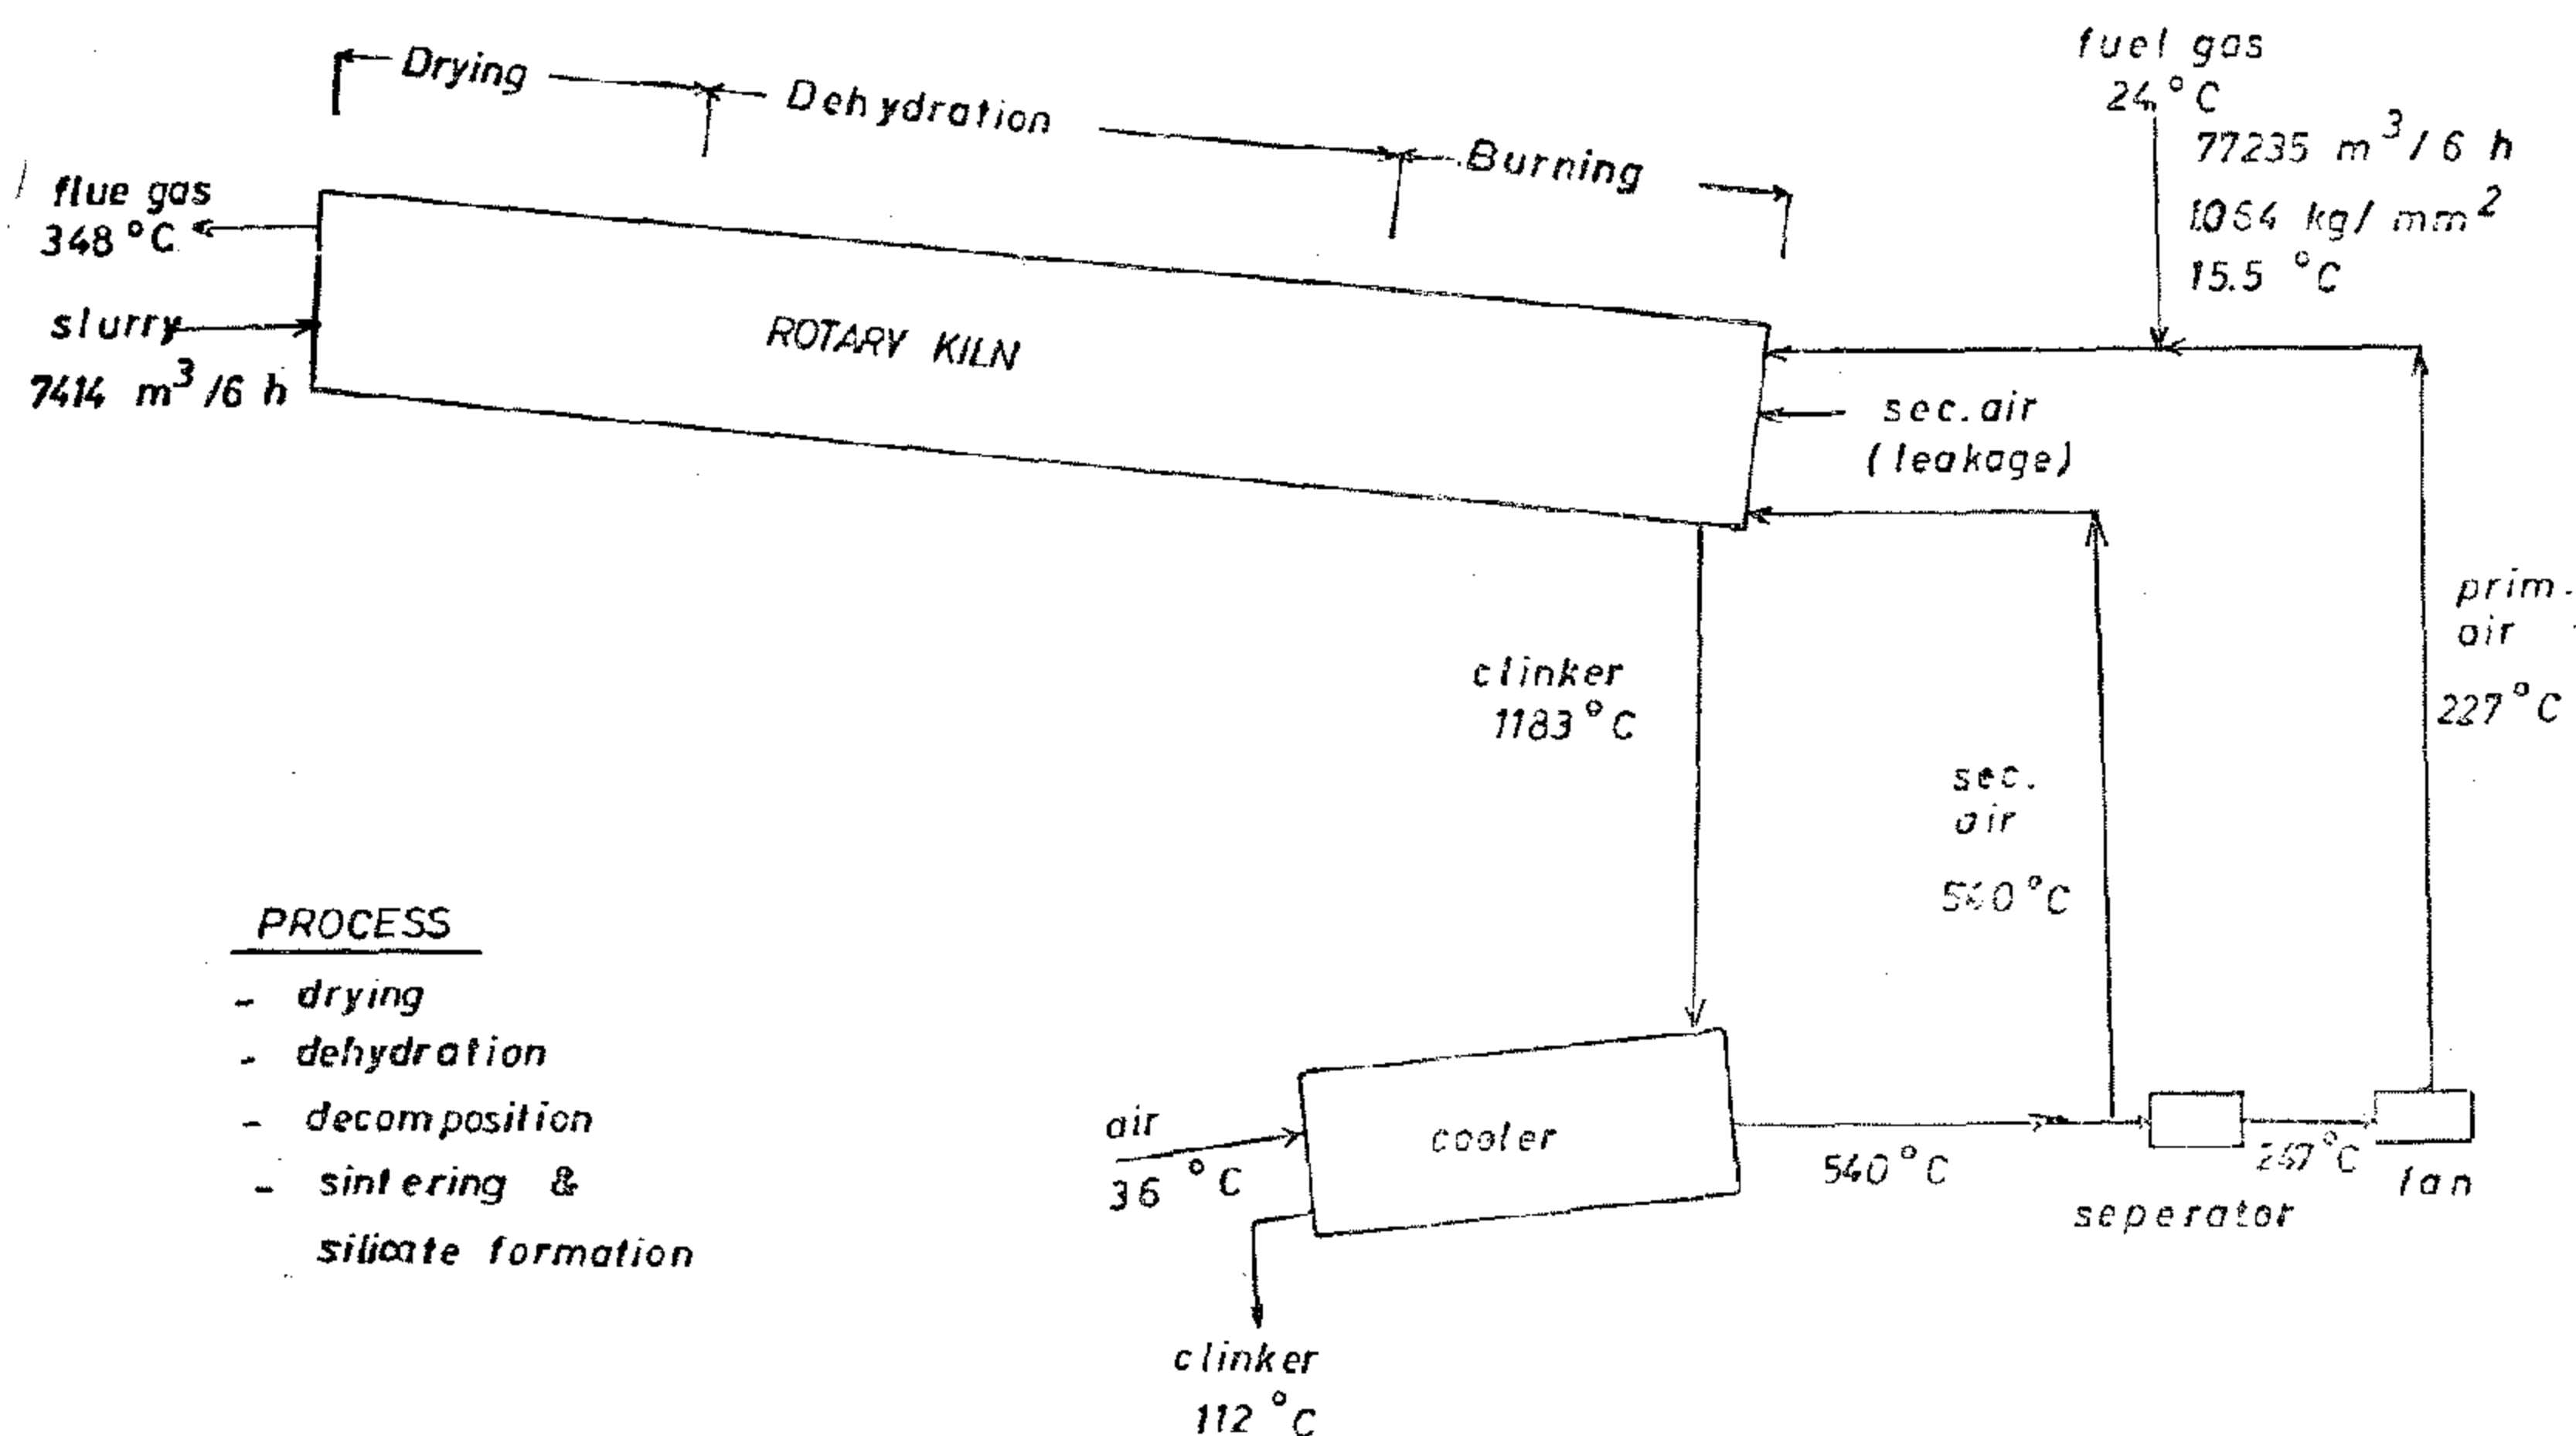 Drying
Dehydration
Burning
fuel gas
24 °C
77235 m3/6 h
1.064 kg/mm2
15.5 °C
flue gas
348 °C
slurry
7414 m3/6 h
ROTARY KILN
sec. air
(leakage)
prim.
air
227 °C
clinker
1183 °C
sec.
air
540 °C
PROCESS
- drying
- dehydration
- decomposition
- sintering &
silicate formation
air
36 °C
cooler
540 °C
seperator
247 °C
fan
clinker
112 °C